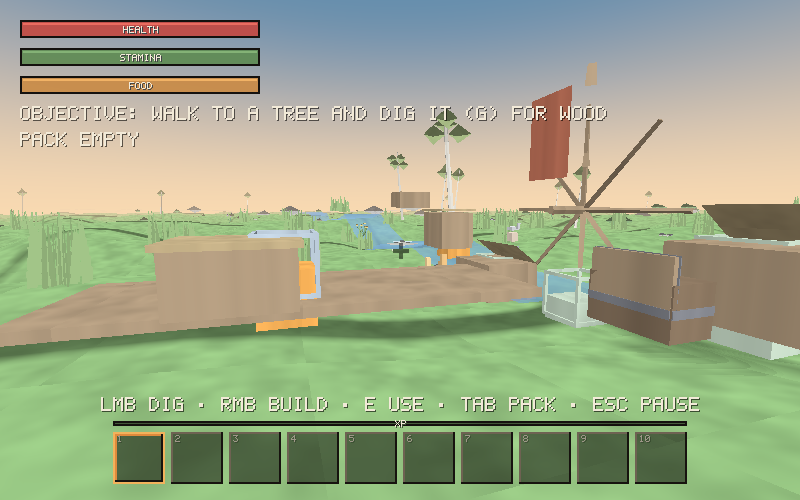 HEALTH
STAMINA
FOOD
OBJECTIVE: WALK TO A TREE AND DIG IT (G) FOR WOOD
PACK EMPTY
LMB DIG · RMB BUILD · E USE · TAB PACK · ESC PAUSE
XP
1 2 3 4 5 6 7 8 9 10